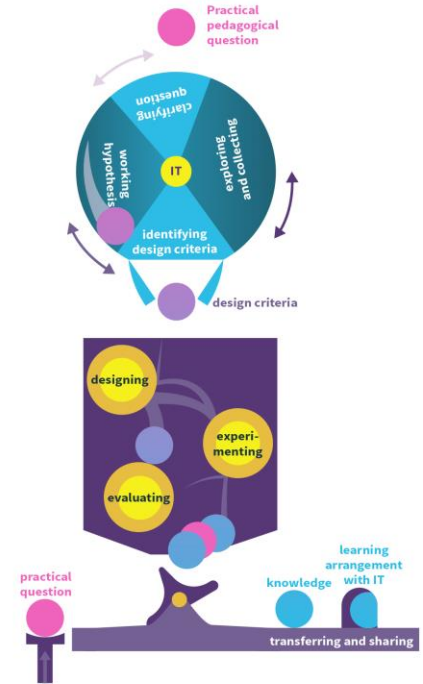 Practical
pedagogical
question
clarifying
question
working
hypothesis
IT
exploring
and collecting
identifying
design criteria
design criteria
designing
experi-
menting
evaluating
practical
question
knowledge
learning
arrangement
with IT
transferring and sharing